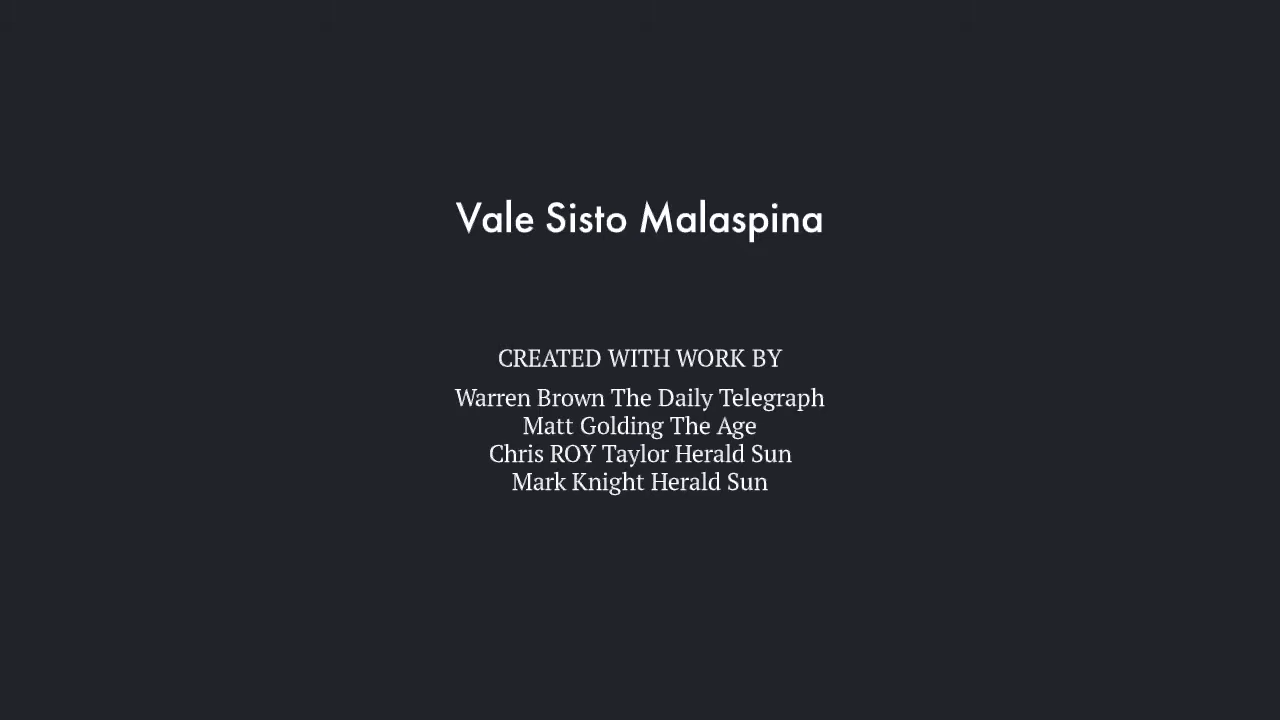 Vale Sisto Malaspina
CREATED WITH WORK BY
Warren Brown The Daily Telegraph
Matt Golding The Age
Chris ROY Taylor Herald Sun
Mark Knight Herald Sun